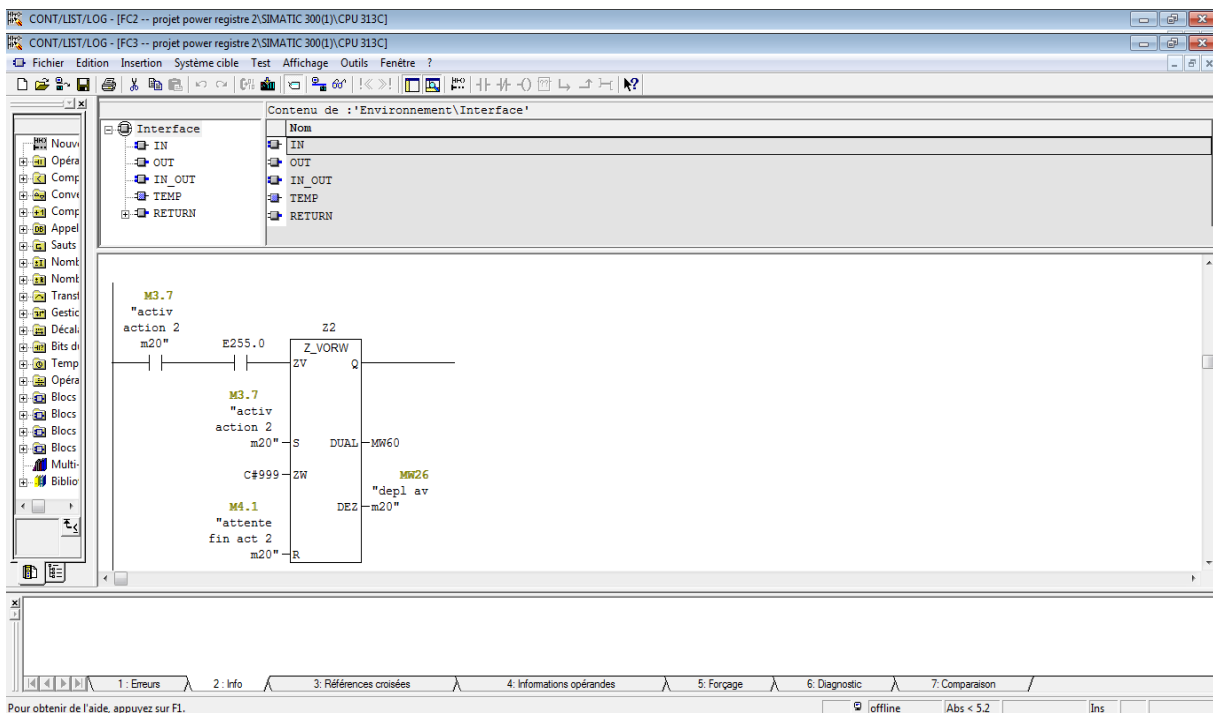 CONT/LIST/LOG - [FC2 -- projet power registre 2\SIMATIC 300(1)\CPU 313C]
CONT/LIST/LOG - [FC3 -- projet power registre 2\SIMATIC 300(1)\CPU 313C]
Fichier Edition Insertion Système cible Test Affichage Outils Fenêtre ?
Contenu de :'Environnement\Interface'
Interface
IN
OUT
IN_OUT
TEMP
RETURN
Nom
IN
OUT
IN_OUT
TEMP
RETURN
Nouv
Opéra
Comp
Conve
Comp
Appel
Sauts
Nomb
Nomb
Transf
Gestic
Décala
Bits du
Temp
Opéra
Blocs
Blocs
Blocs
Blocs
Multi-
Bibliot
M3.7
"activ
action 2
m20"
E255.0
Z2
Z_VORW
ZV Q
M3.7
"activ
action 2
m20" S DUAL MW60
C#999 ZW
MW26
"depl av
DEZ m20"
M4.1
"attente
fin act 2
m20" R
1 : Erreurs 2 : Info 3: Références croisées 4: Informations opérandes 5: Forçage 6: Diagnostic 7: Comparaison
Pour obtenir de l'aide, appuyez sur F1. offline Abs < 5.2 Ins